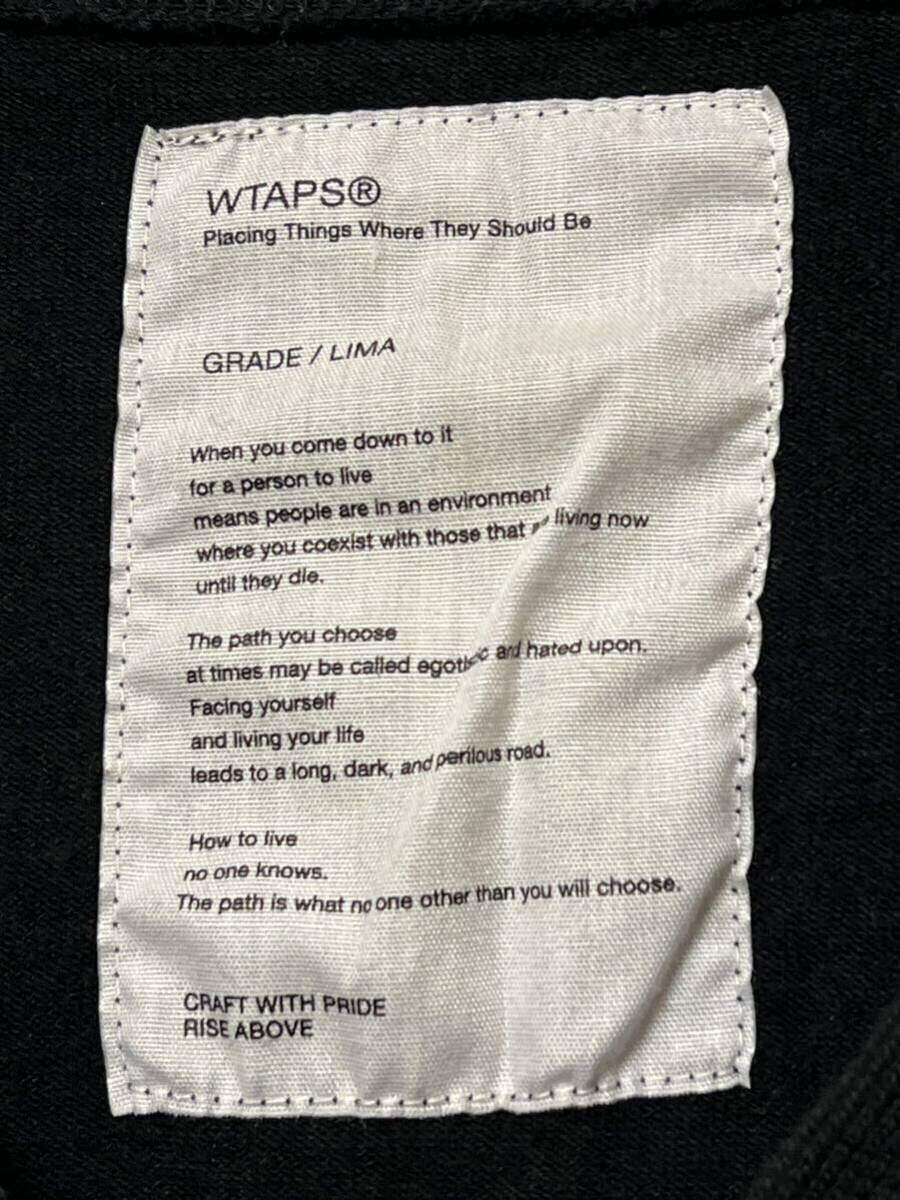 WTAPS®
Placing Things Where They Should Be
GRADE / LIMA
When you come down to it
for a person to live
means people are in an environment
where you coexist with those that living now
until they die.
The path you choose
at times may be called and hated upon.
Facing yourself
and living your life
leads to a long, dark, and perilous road.
How to live
no one knows.
The path is what no one other than you will choose.
CRAFT WITH PRIDE
RISE ABOVE